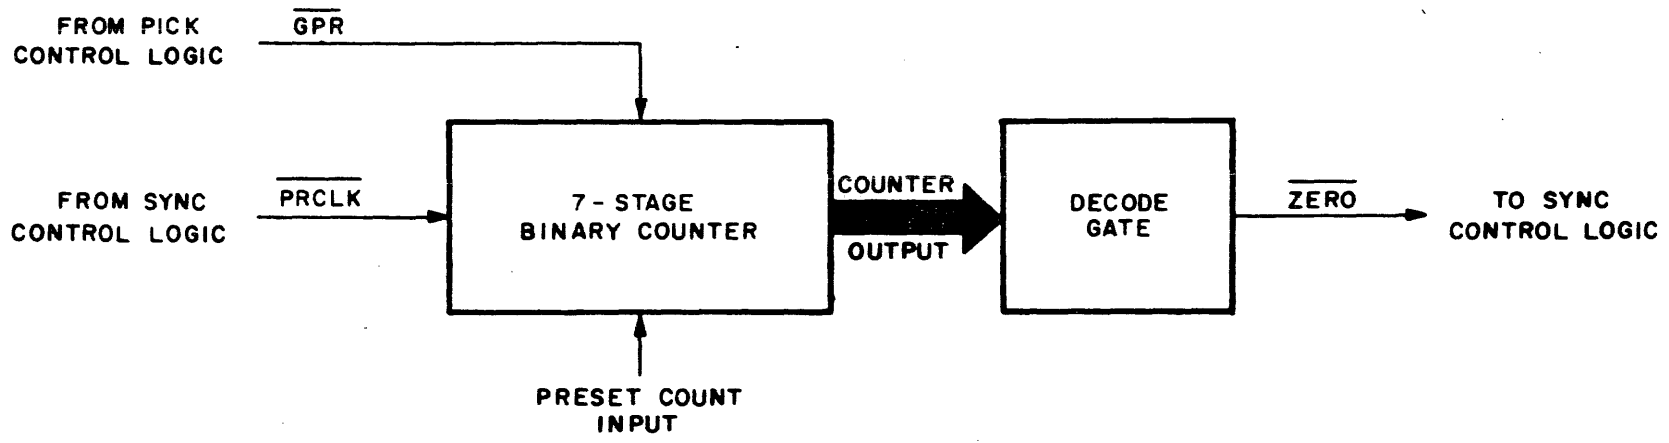 FROM PICK
CONTROL LOGIC
GPR
FROM SYNC
CONTROL LOGIC
PRCLK
7-STAGE
BINARY COUNTER
COUNTER
OUTPUT
DECODE
GATE
ZERO
TO SYNC
CONTROL LOGIC
PRESET COUNT
INPUT